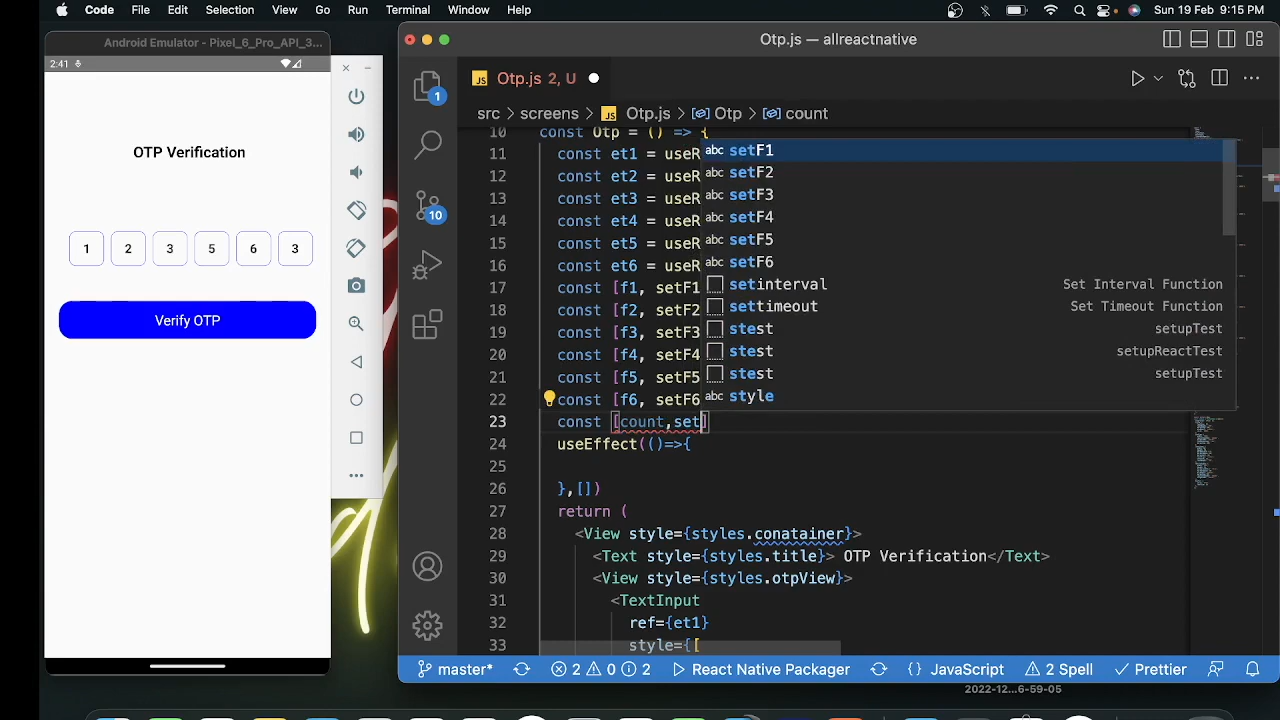 Code File Edit Selection View Go Run Terminal Window Help Sun 19 Feb 9:15 PM
Android Emulator - Pixel_6_Pro_API_3...
2:41
OTP Verification
1 2 3 5 6 3
Verify OTP
Otp.js — allreactnative
JS Otp.js 2, U
src > screens > JS Otp.js > Otp > count
1
10
10 const Otp = () => {
11 const et1 = useR
12 const et2 = useR
13 const et3 = useR
14 const et4 = useR
15 const et5 = useR
16 const et6 = useR
17 const [f1, setF1
18 const [f2, setF2
19 const [f3, setF3
20 const [f4, setF4
21 const [f5, setF5
22 const [f6, setF6
23 const [count,set]
24 useEffect(()=>{
25
26 },[])
27 return (
28 <View style={styles.conatainer}>
29 <Text style={styles.title}> OTP Verification</Text>
30 <View style={styles.otpView}>
31 <TextInput
32 ref={et1}
33 style={[
abc setF1
abc setF2
abc setF3
abc setF4
abc setF5
abc setF6
setinterval Set Interval Function
settimeout Set Timeout Function
stest setupTest
stest setupReactTest
stest setupTest
abc style
master* 2 0 2 React Native Packager {} JavaScript 2 Spell Prettier
2022-12...6-59-05